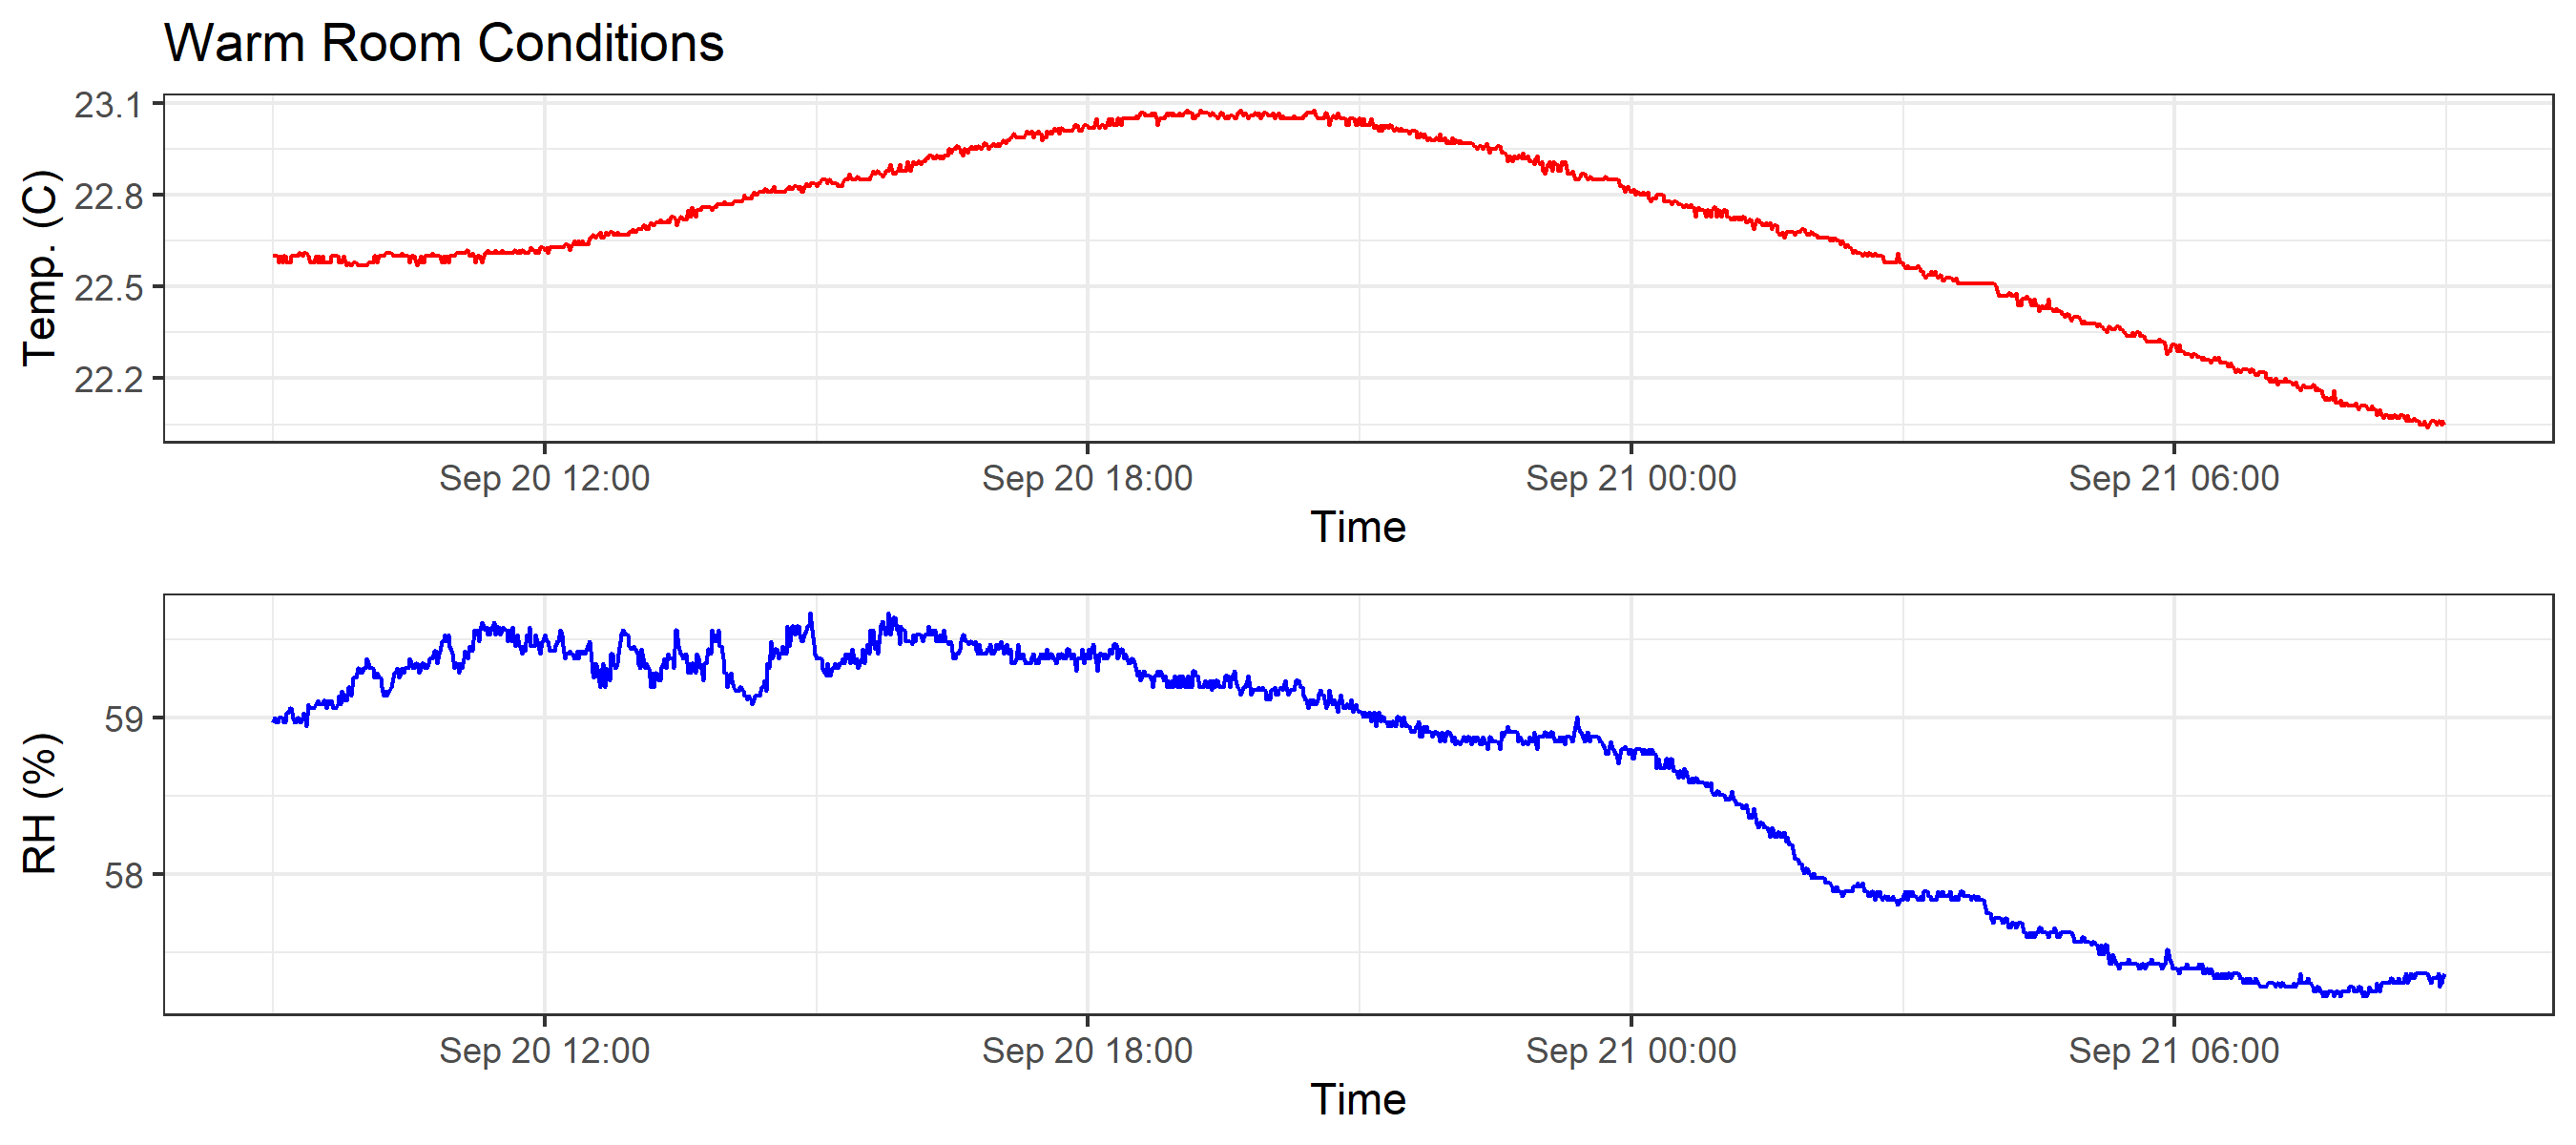 Warm Room Conditions
23.1
22.8
22.5
22.2
Temp. (C)
Sep 20 12:00 Sep 20 18:00 Sep 21 00:00 Sep 21 06:00
Time
59
58
RH (%)
Sep 20 12:00 Sep 20 18:00 Sep 21 00:00 Sep 21 06:00
Time